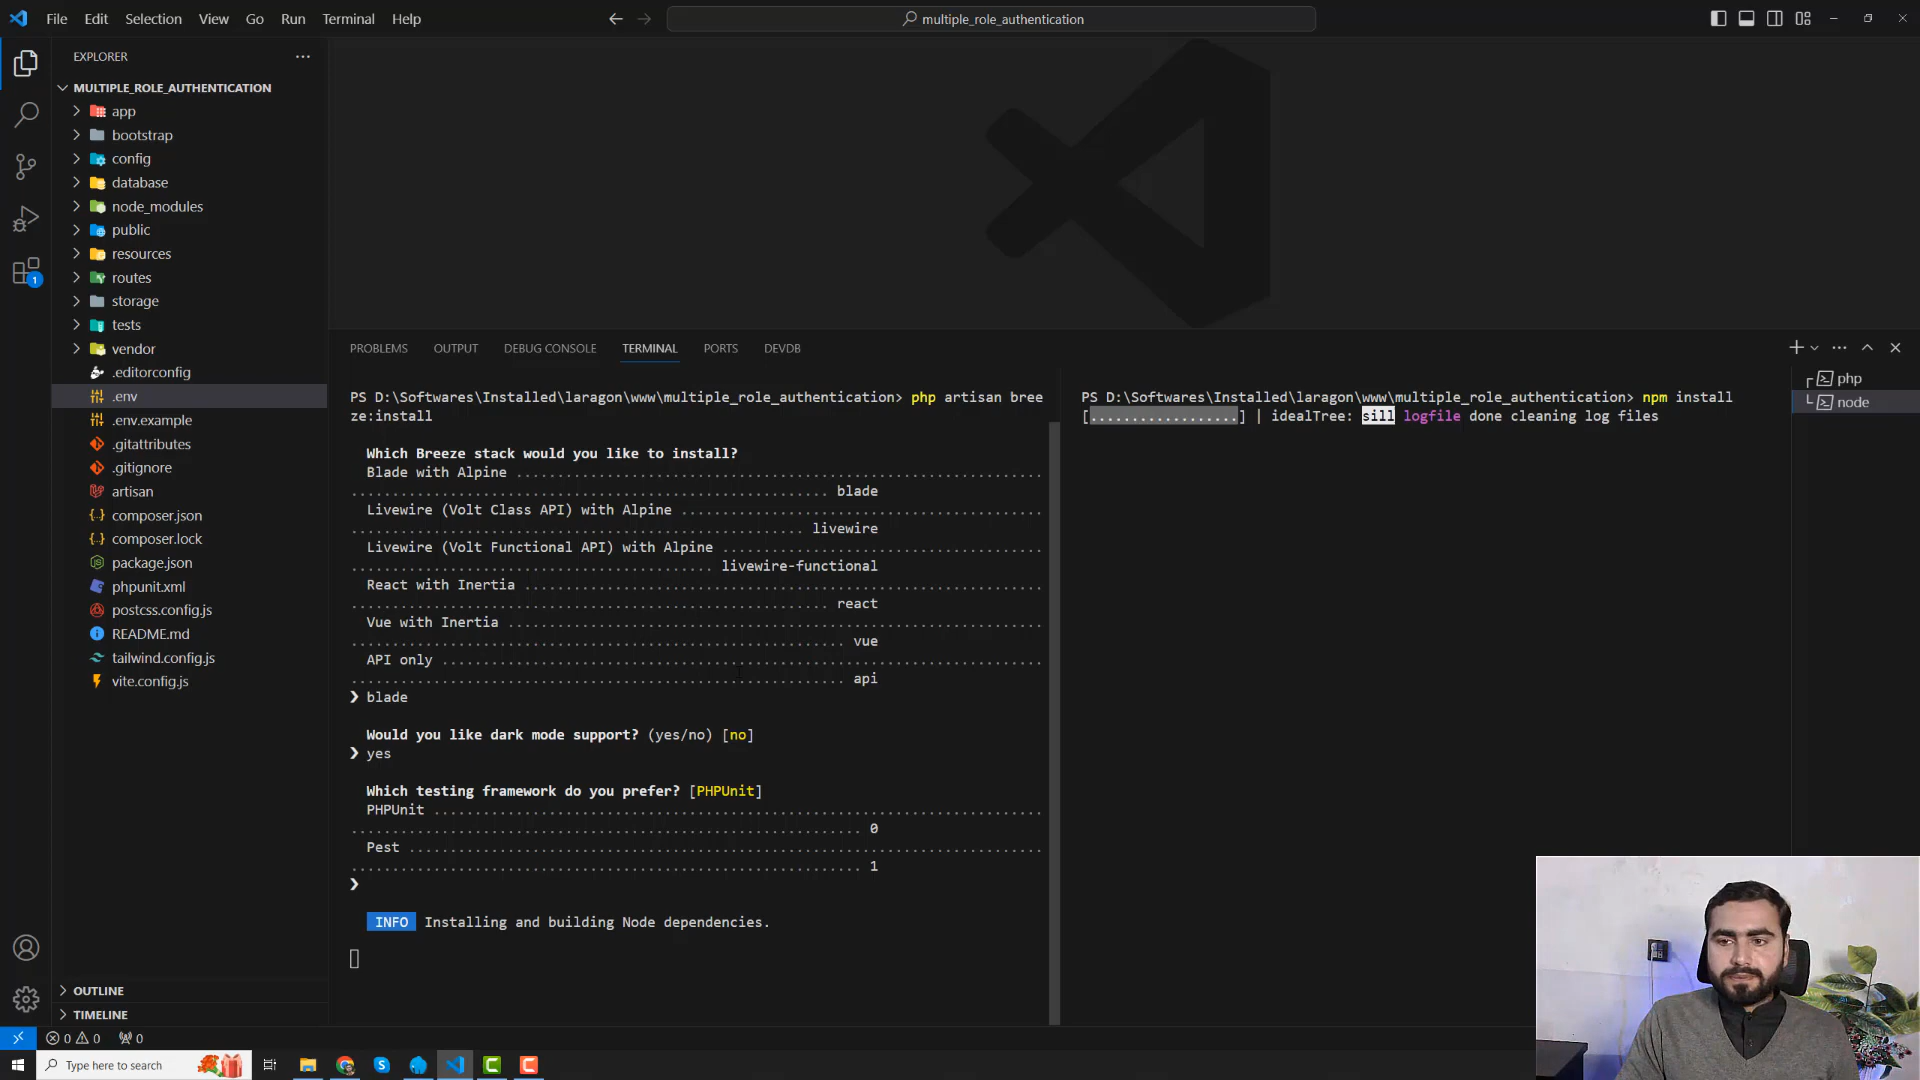 File Edit Selection View Go Run Terminal Help
multiple_role_authentication
EXPLORER
MULTIPLE_ROLE_AUTHENTICATION
app
bootstrap
config
database
node_modules
public
resources
routes
storage
tests
vendor
.editorconfig
.env
.env.example
.gitattributes
.gitignore
artisan
composer.json
composer.lock
package.json
phpunit.xml
postcss.config.js
README.md
tailwind.config.js
vite.config.js
OUTLINE
TIMELINE
1
PROBLEMS OUTPUT DEBUG CONSOLE TERMINAL PORTS DEVDB
PS D:\Softwares\Installed\laragon\www\multiple_role_authentication> php artisan bree
ze:install
Which Breeze stack would you like to install?
Blade with Alpine ................................................................
.......................................................... blade
Livewire (Volt Class API) with Alpine ............................................
....................................................... livewire
Livewire (Volt Functional API) with Alpine .......................................
............................................ livewire-functional
React with Inertia ...............................................................
.......................................................... react
Vue with Inertia .................................................................
............................................................ vue
API only .........................................................................
............................................................ api
❯ blade
Would you like dark mode support? (yes/no) [no]
❯ yes
Which testing framework do you prefer? [PHPUnit]
PHPUnit ..........................................................................
.............................................................. 0
Pest .............................................................................
.............................................................. 1
❯
INFO Installing and building Node dependencies.
PS D:\Softwares\Installed\laragon\www\multiple_role_authentication> npm install
[..................] | idealTree: sill logfile done cleaning log files
php
node
0 0 0
Type here to search